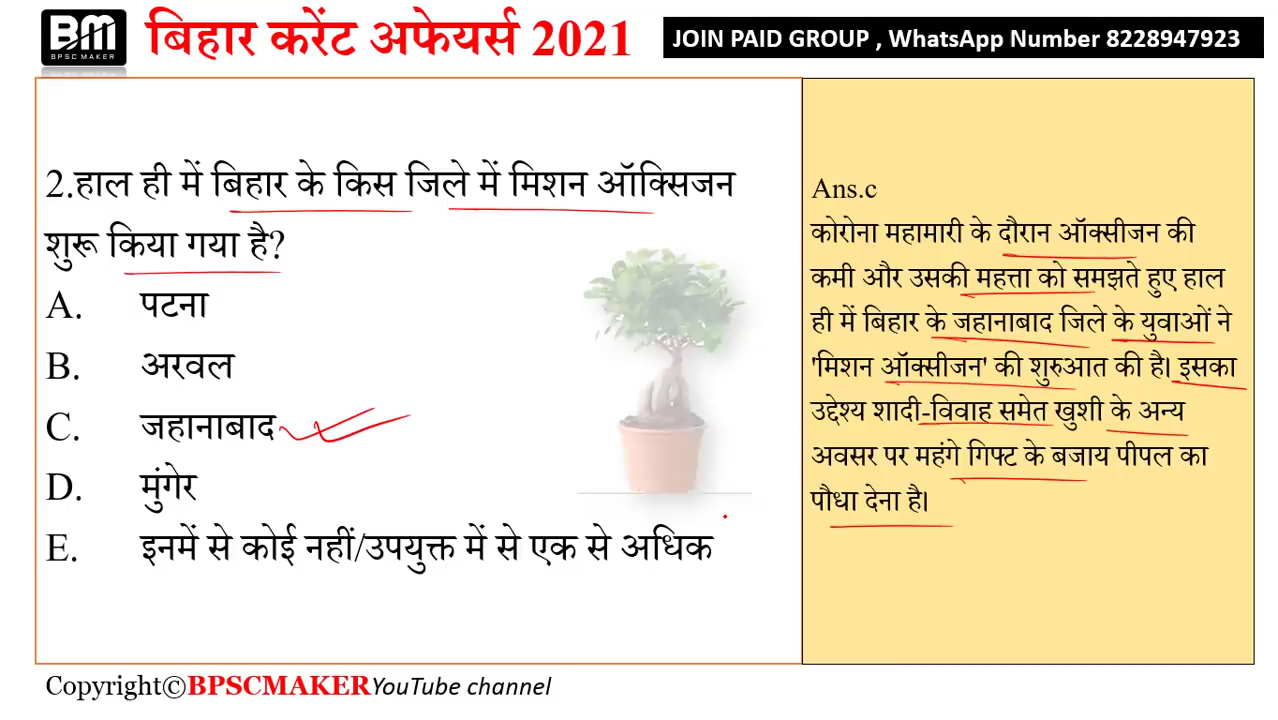 BM
BPSC MAKER
बिहार करेंट अफेयर्स 2021
JOIN PAID GROUP , WhatsApp Number 8228947923
2.हाल ही में बिहार के किस जिले में मिशन ऑक्सिजन
शुरू किया गया है?
A. पटना
B. अरवल
C. जहानाबाद
D. मुंगेर
E. इनमें से कोई नहीं/उपयुक्त में से एक से अधिक
Ans.c
कोरोना महामारी के दौरान ऑक्सीजन की
कमी और उसकी महत्ता को समझते हुए हाल
ही में बिहार के जहानाबाद जिले के युवाओं ने
'मिशन ऑक्सीजन' की शुरुआत की है। इसका
उद्देश्य शादी-विवाह समेत खुशी के अन्य
अवसर पर महंगे गिफ्ट के बजाय पीपल का
पौधा देना है।
Copyright©BPSCMAKERYouTube channel